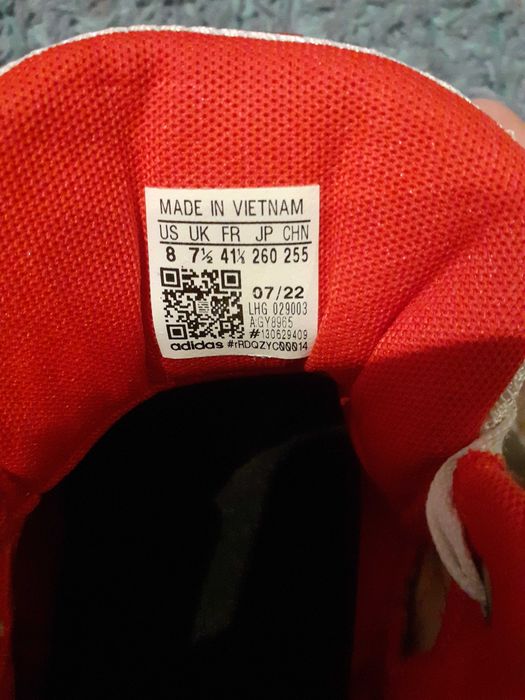 MADE IN VIETNAM
US UK FR JP CHN
8 7½ 41⅓ 260 255
07/22
LHG 029003
A:GY8965
#130629409
adidas #rRDQZYC00014